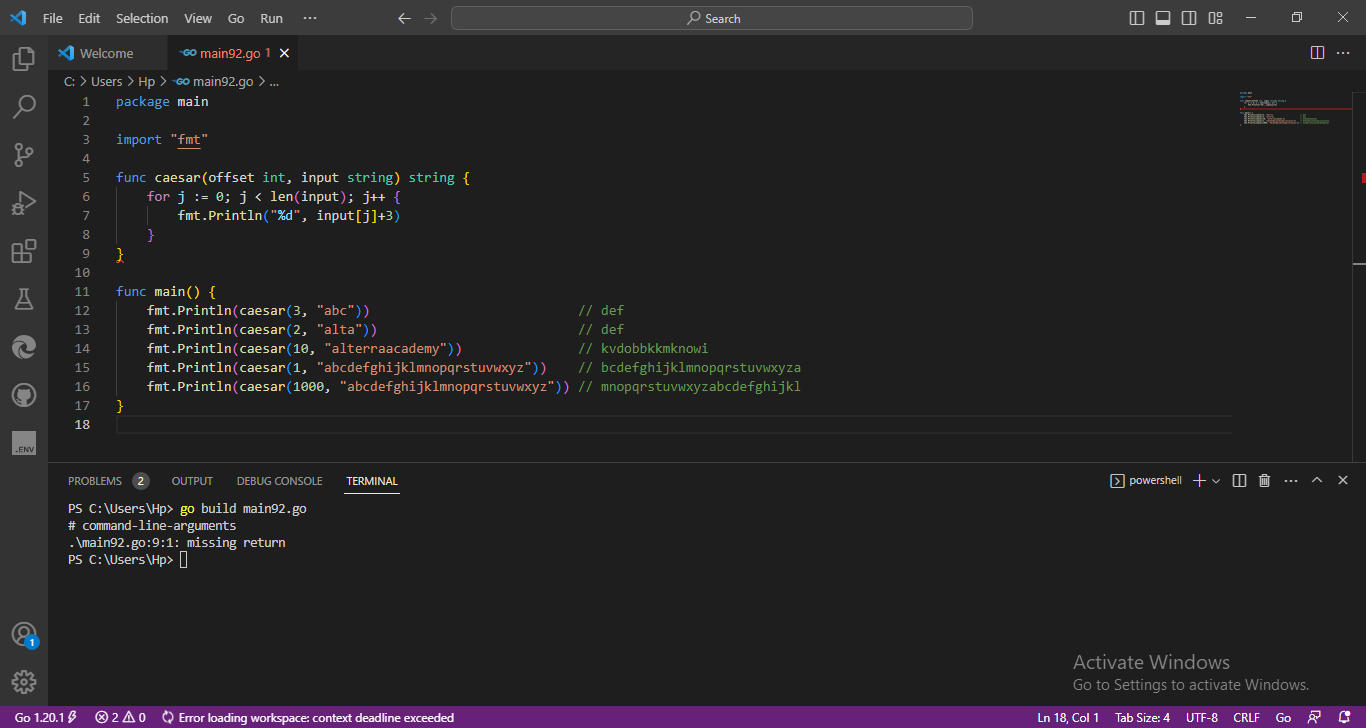 File Edit Selection View Go Run ··· Search
Welcome main92.go 1
C: > Users > Hp > main92.go > ...
1 package main
2
3 import "fmt"
4
5 func caesar(offset int, input string) string {
6 for j := 0; j < len(input); j++ {
7 fmt.Println("%d", input[j]+3)
8 }
9 }
10
11 func main() {
12 fmt.Println(caesar(3, "abc")) // def
13 fmt.Println(caesar(2, "alta")) // def
14 fmt.Println(caesar(10, "alterraacademy")) // kvdobbkkmknowi
15 fmt.Println(caesar(1, "abcdefghijklmnopqrstuvwxyz")) // bcdefghijklmnopqrstuvwxyza
16 fmt.Println(caesar(1000, "abcdefghijklmnopqrstuvwxyz")) // mnopqrstuvwxyzabcdefghijkl
17 }
18
PROBLEMS 2 OUTPUT DEBUG CONSOLE TERMINAL powershell
PS C:\Users\Hp> go build main92.go
# command-line-arguments
.\main92.go:9:1: missing return
PS C:\Users\Hp>
.ENV
1
Activate Windows
Go to Settings to activate Windows.
Go 1.20.1 2 0 Error loading workspace: context deadline exceeded Ln 18, Col 1 Tab Size: 4 UTF-8 CRLF Go